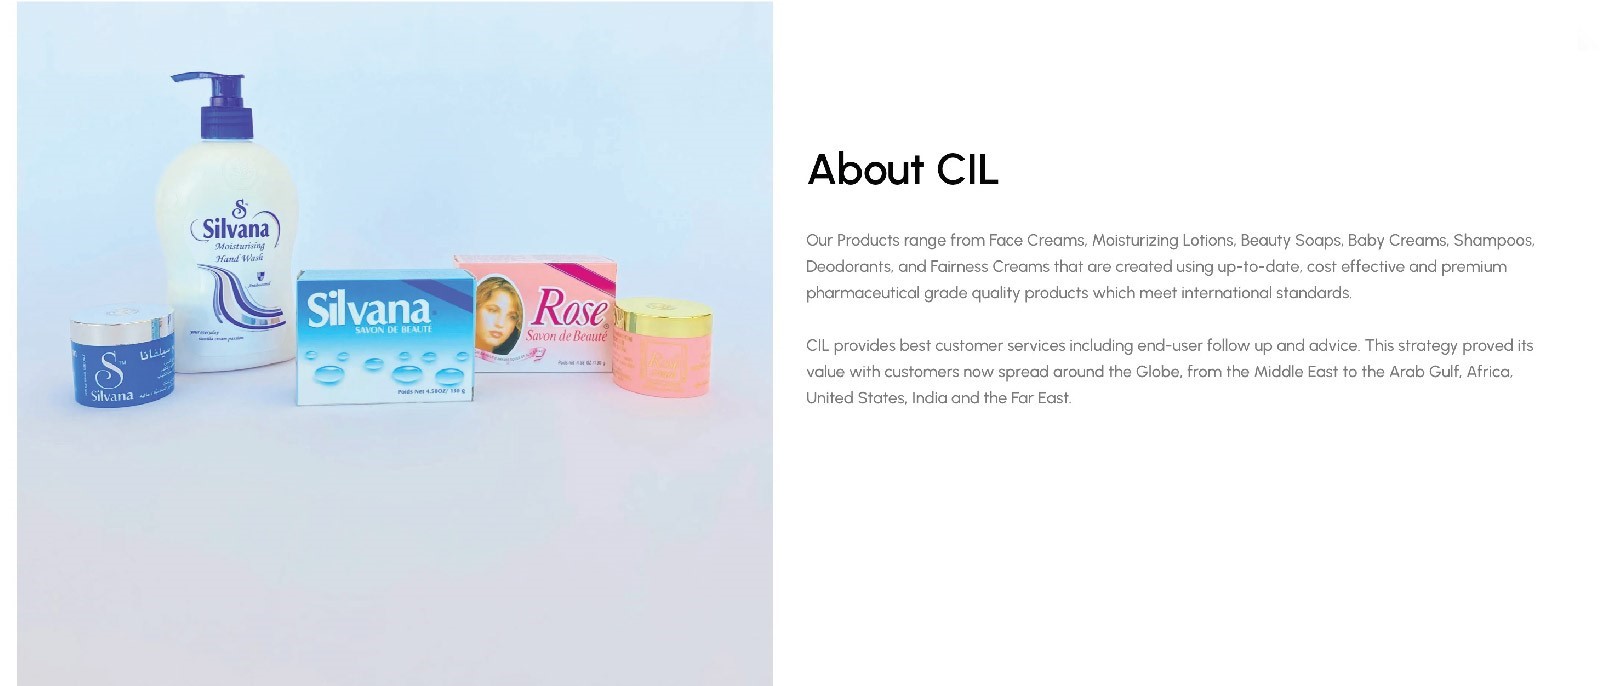 S
Silvana
Moisturising
Hand Wash
Silvana
SAVON DE BEAUTE
Poids Net 4.58OZ/ 130 g
Rose
Savon de Beauté
S
Silvana
سيلفانا
About CIL
Our Products range from Face Creams, Moisturizing Lotions, Beauty Soaps, Baby Creams, Shampoos,
Deodorants, and Fairness Creams that are created using up-to-date, cost effective and premium
pharmaceutical grade quality products which meet international standards.
CIL provides best customer services including end-user follow up and advice. This strategy proved its
value with customers now spread around the Globe, from the Middle East to the Arab Gulf, Africa,
United States, India and the Far East.